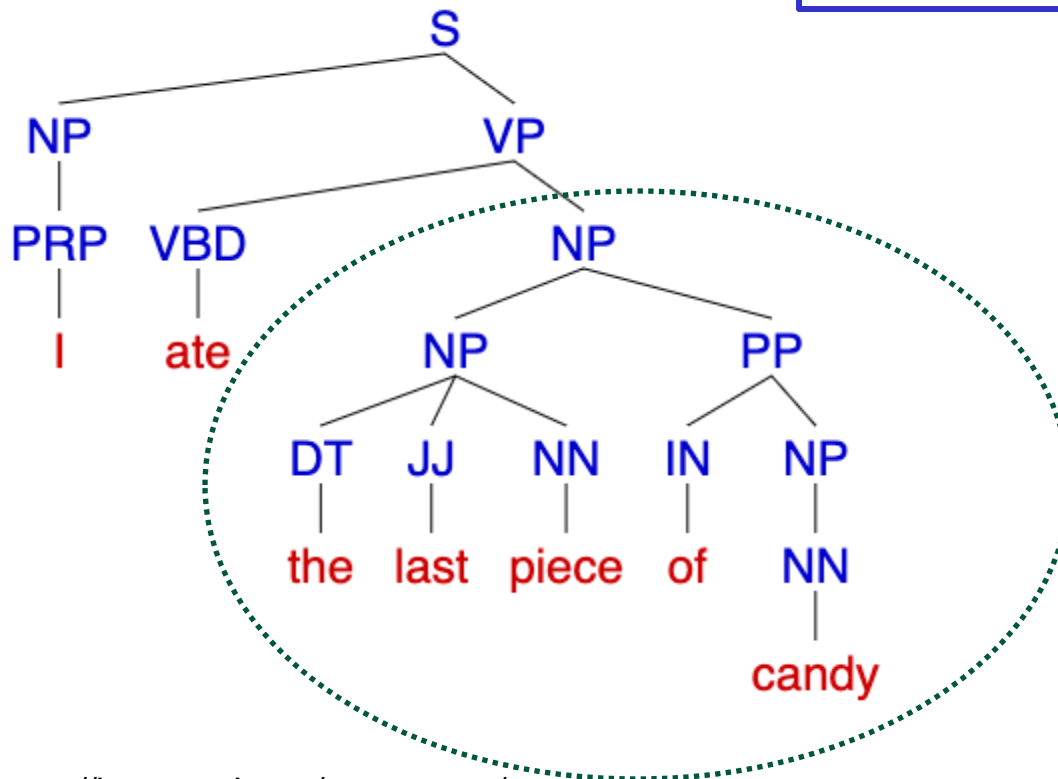 S
NP VP
PRP VBD NP
I ate NP PP
DT JJ NN IN NP
the last piece of NN
candy